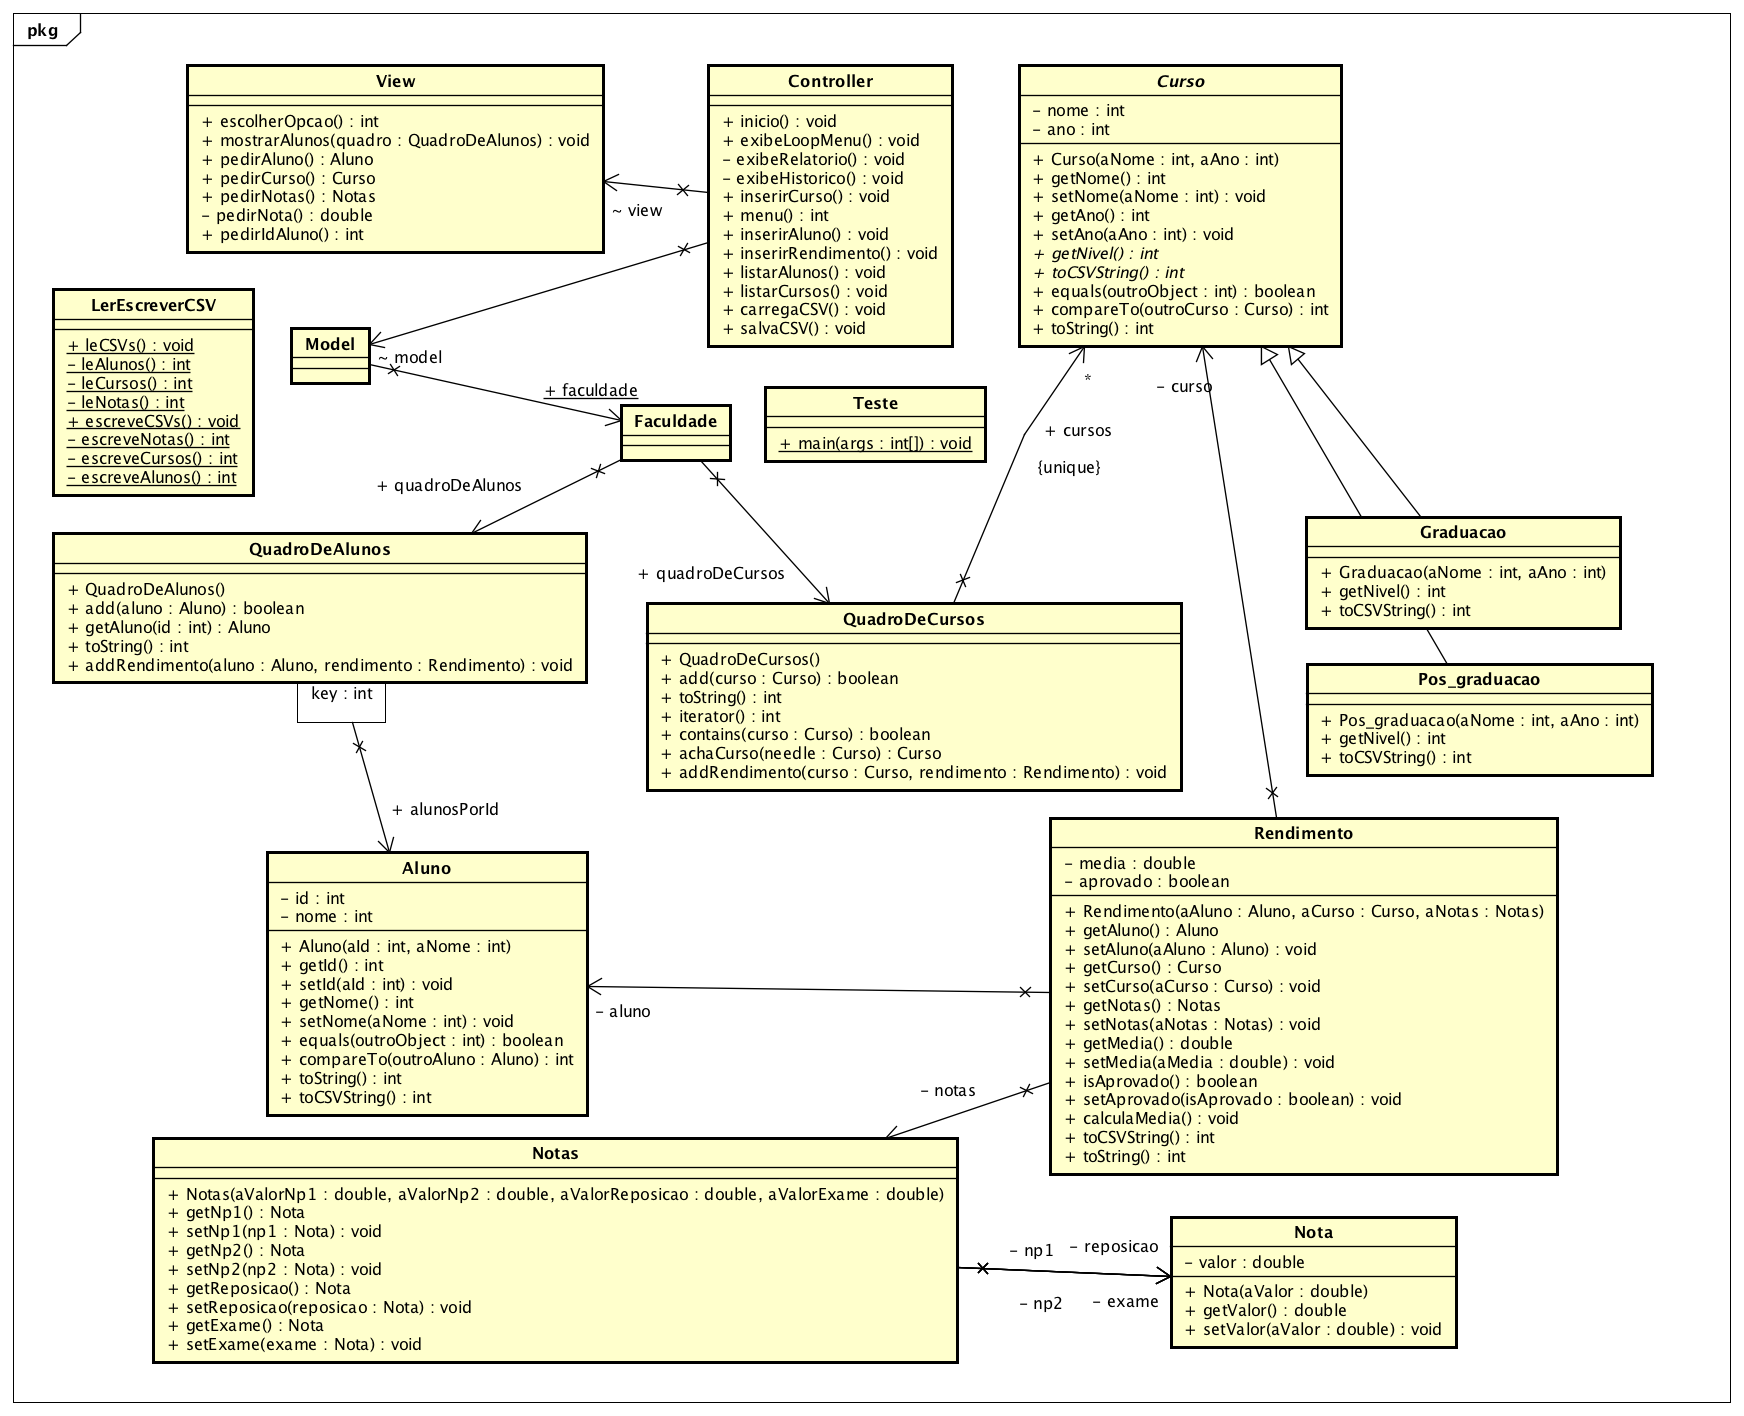 pkg
View
+ escolherOpcao() : int
+ mostrarAlunos(quadro : QuadroDeAlunos) : void
+ pedirAluno() : Aluno
+ pedirCurso() : Curso
+ pedirNotas() : Notas
– pedirNota() : double
+ pedirIdAluno() : int
Controller
+ inicio() : void
+ exibeLoopMenu() : void
– exibeRelatorio() : void
– exibeHistorico() : void
+ inserirCurso() : void
+ menu() : int
+ inserirAluno() : void
+ inserirRendimento() : void
+ listarAlunos() : void
+ listarCursos() : void
+ carregaCSV() : void
+ salvaCSV() : void
Curso
– nome : int
– ano : int
+ Curso(aNome : int, aAno : int)
+ getNome() : int
+ setNome(aNome : int) : void
+ getAno() : int
+ setAno(aAno : int) : void
+ getNivel() : int
+ toCSVString() : int
+ equals(outroObject : int) : boolean
+ compareTo(outroCurso : Curso) : int
+ toString() : int
~ view
LerEscreverCSV
+ leCSVs() : void
– leAlunos() : int
– leCursos() : int
– leNotas() : int
+ escreveCSVs() : void
– escreveNotas() : int
– escreveCursos() : int
– escreveAlunos() : int
Model
~ model
+ faculdade
Faculdade
Teste
+ main(args : int[]) : void
*
– curso
+ cursos
{unique}
+ quadroDeAlunos
+ quadroDeCursos
QuadroDeAlunos
+ QuadroDeAlunos()
+ add(aluno : Aluno) : boolean
+ getAluno(id : int) : Aluno
+ toString() : int
+ addRendimento(aluno : Aluno, rendimento : Rendimento) : void
key : int
QuadroDeCursos
+ QuadroDeCursos()
+ add(curso : Curso) : boolean
+ toString() : int
+ iterator() : int
+ contains(curso : Curso) : boolean
+ achaCurso(needle : Curso) : Curso
+ addRendimento(curso : Curso, rendimento : Rendimento) : void
Graduacao
+ Graduacao(aNome : int, aAno : int)
+ getNivel() : int
+ toCSVString() : int
Pos_graduacao
+ Pos_graduacao(aNome : int, aAno : int)
+ getNivel() : int
+ toCSVString() : int
+ alunosPorId
Aluno
– id : int
– nome : int
+ Aluno(aId : int, aNome : int)
+ getId() : int
+ setId(aId : int) : void
+ getNome() : int
+ setNome(aNome : int) : void
+ equals(outroObject : int) : boolean
+ compareTo(outroAluno : Aluno) : int
+ toString() : int
+ toCSVString() : int
Rendimento
– media : double
– aprovado : boolean
+ Rendimento(aAluno : Aluno, aCurso : Curso, aNotas : Notas)
+ getAluno() : Aluno
+ setAluno(aAluno : Aluno) : void
+ getCurso() : Curso
+ setCurso(aCurso : Curso) : void
+ getNotas() : Notas
+ setNotas(aNotas : Notas) : void
+ getMedia() : double
+ setMedia(aMedia : double) : void
+ isAprovado() : boolean
+ setAprovado(isAprovado : boolean) : void
+ calculaMedia() : void
+ toCSVString() : int
+ toString() : int
– aluno
– notas
Notas
+ Notas(aValorNp1 : double, aValorNp2 : double, aValorReposicao : double, aValorExame : double)
+ getNp1() : Nota
+ setNp1(np1 : Nota) : void
+ getNp2() : Nota
+ setNp2(np2 : Nota) : void
+ getReposicao() : Nota
+ setReposicao(reposicao : Nota) : void
+ getExame() : Nota
+ setExame(exame : Nota) : void
– np1
– reposicao
– np2
– exame
Nota
– valor : double
+ Nota(aValor : double)
+ getValor() : double
+ setValor(aValor : double) : void